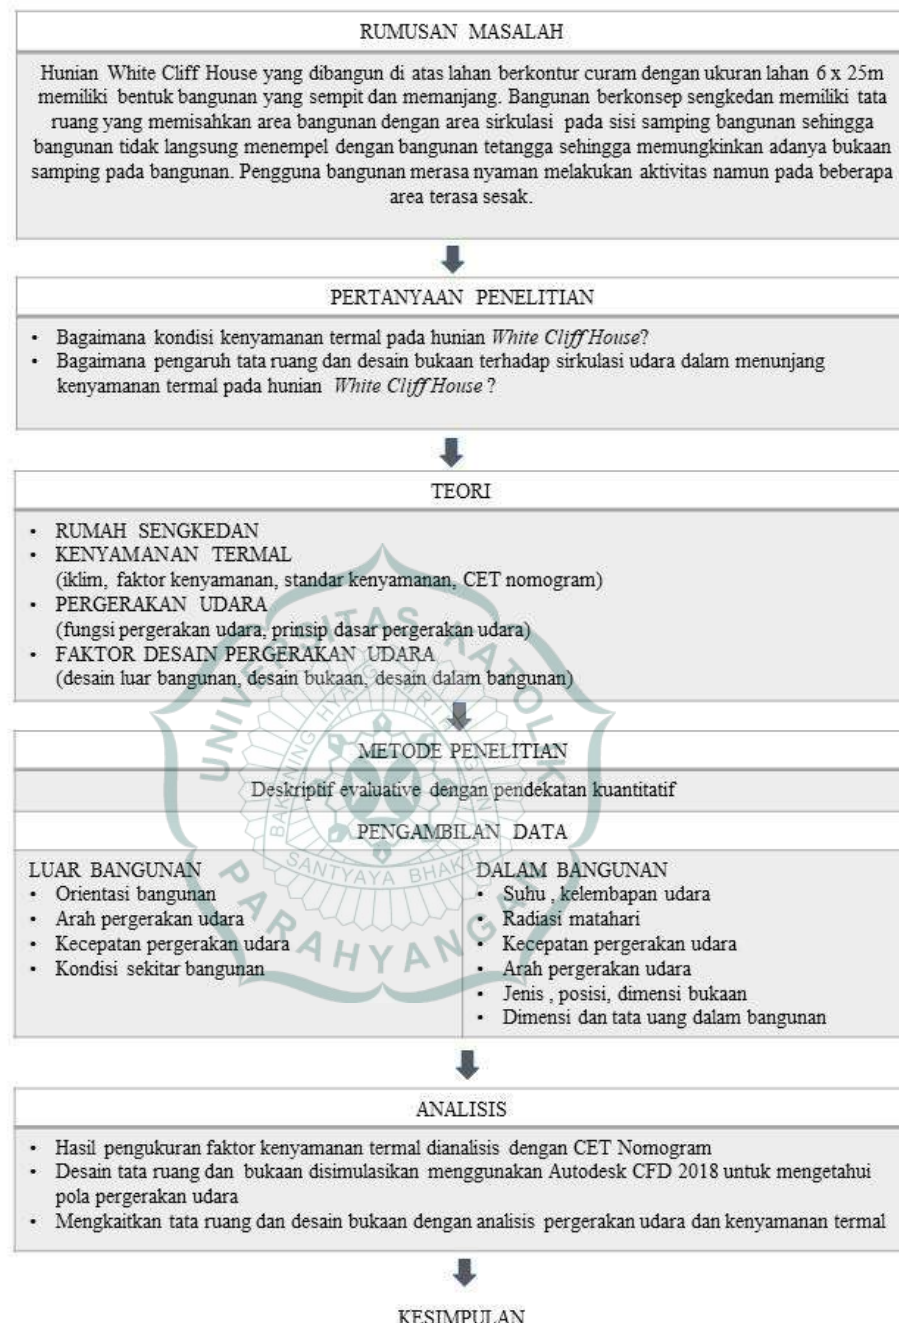 RUMUSAN MASALAH
Hunian White Cliff House yang dibangun di atas lahan berkontur curam dengan ukuran lahan 6 x 25m
memiliki bentuk bangunan yang sempit dan memanjang. Bangunan berkonsep sengkedan memiliki tata
ruang yang memisahkan area bangunan dengan area sirkulasi pada sisi samping bangunan sehingga
bangunan tidak langsung menempel dengan bangunan tetangga sehingga memungkinkan adanya bukaan
samping pada bangunan. Pengguna bangunan merasa nyaman melakukan aktivitas namun pada beberapa
area terasa sesak.
PERTANYAAN PENELITIAN
• Bagaimana kondisi kenyamanan termal pada hunian White Cliff House?
• Bagaimana pengaruh tata ruang dan desain bukaan terhadap sirkulasi udara dalam menunjang
kenyamanan termal pada hunian White Cliff House ?
TEORI
• RUMAH SENGKEDAN
• KENYAMANAN TERMAL
(iklim, faktor kenyamanan, standar kenyamanan, CET nomogram)
• PERGERAKAN UDARA
(fungsi pergerakan udara, prinsip dasar pergerakan udara)
• FAKTOR DESAIN PERGERAKAN UDARA
(desain luar bangunan, desain bukaan, desain dalam bangunan)
METODE PENELITIAN
Deskriptif evaluative dengan pendekatan kuantitatif
PENGAMBILAN DATA
LUAR BANGUNAN
• Orientasi bangunan
• Arah pergerakan udara
• Kecepatan pergerakan udara
• Kondisi sekitar bangunan
DALAM BANGUNAN
• Suhu , kelembapan udara
• Radiasi matahari
• Kecepatan pergerakan udara
• Arah pergerakan udara
• Jenis , posisi, dimensi bukaan
• Dimensi dan tata uang dalam bangunan
ANALISIS
• Hasil pengukuran faktor kenyamanan termal dianalisis dengan CET Nomogram
• Desain tata ruang dan bukaan disimulasikan menggunakan Autodesk CFD 2018 untuk mengetahui
pola pergerakan udara
• Mengkaitkan tata ruang dan desain bukaan dengan analisis pergerakan udara dan kenyamanan termal
KESIMPULAN
UNIVERSITAS KATOLIK
PARAHYANGAN
SANTYAYA BHAKTI